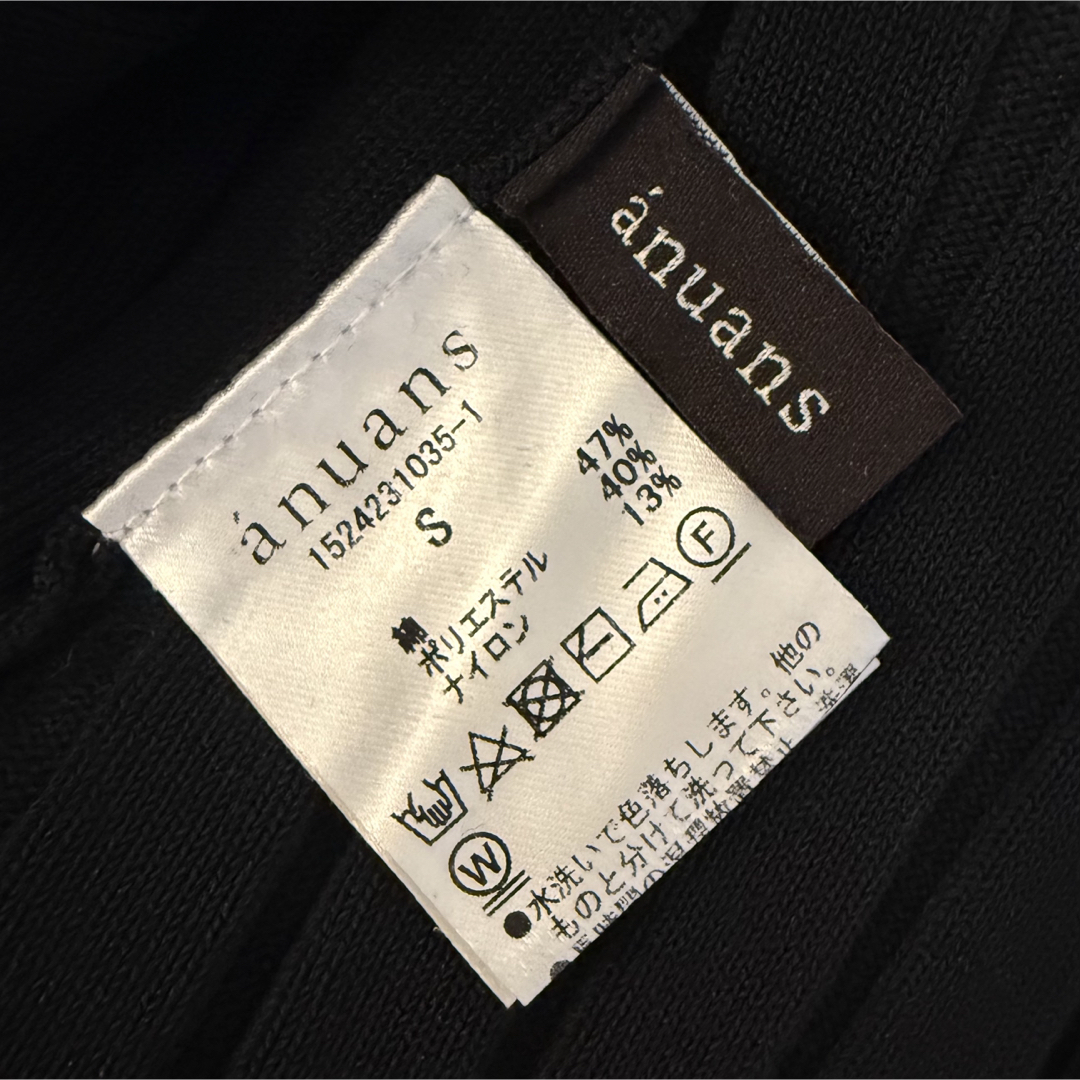 ánuans
ánuans
152423 1035-1
S
綿 47%
ポリエステル 40%
ナイロン 13%
F
W
●水洗いで色落ちします。他の
ものと分けて洗って下さい。